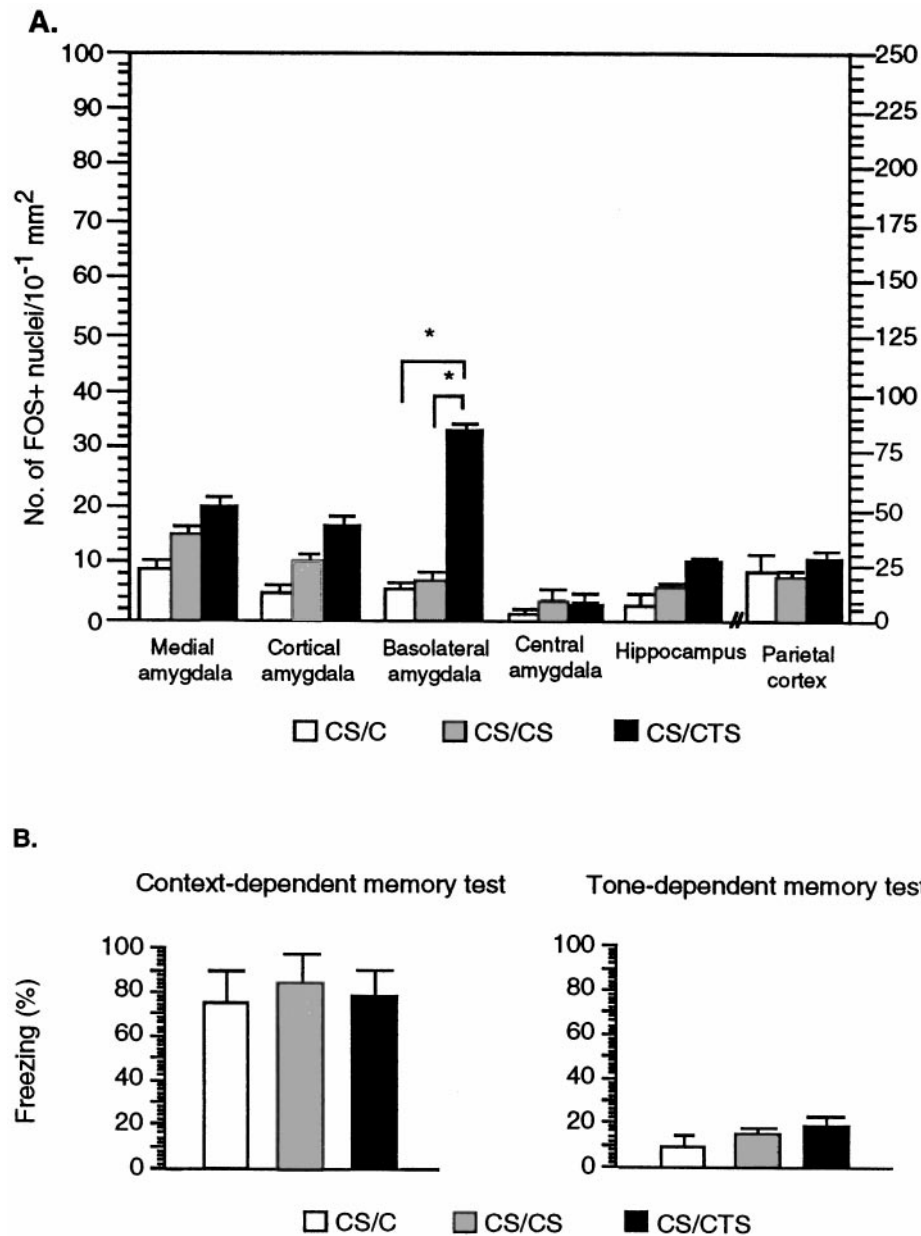 A.
No. of FOS+ nuclei/10⁻¹ mm²
100
90
80
70
60
50
40
30
20
10
0
250
225
200
175
150
125
100
75
50
25
0
*
*
Medial amygdala
Cortical amygdala
Basolateral amygdala
Central amygdala
Hippocampus
Parietal cortex
CS/C CS/CS CS/CTS
B.
Context-dependent memory test
Freezing (%)
100
80
60
40
20
0
Tone-dependent memory test
100
80
60
40
20
0
CS/C CS/CS CS/CTS